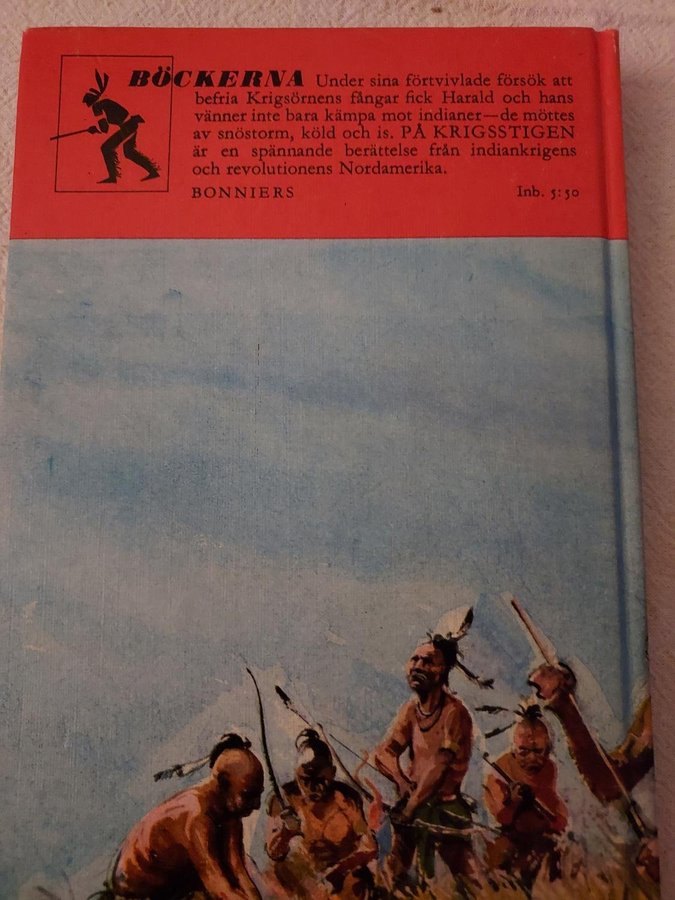 BÖCKERNA Under sina förtvivlade försök att
befria Krigsörnens fångar fick Harald och hans
vänner inte bara kämpa mot indianer—de möttes
av snöstorm, köld och is. PÅ KRIGSSTIGEN
är en spännande berättelse från indiankrigens
och revolutionens Nordamerika.
BONNIERS Inb. 5:50